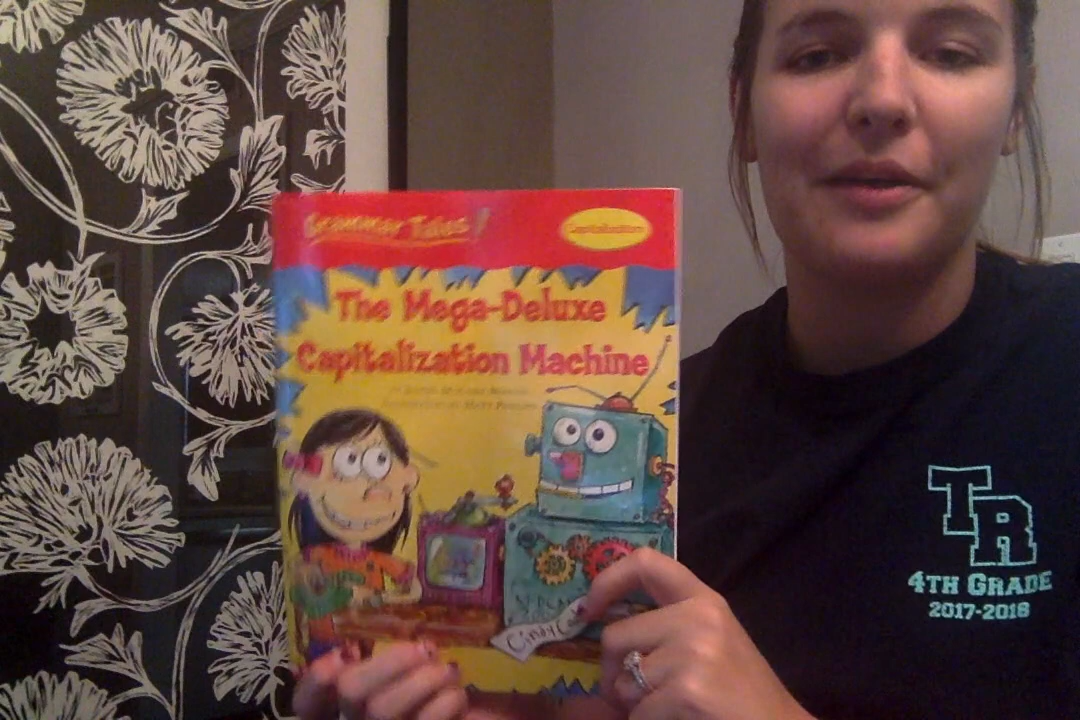 Grammar Tales!
Capitalization
The Mega-Deluxe
Capitalization Machine
TR
4TH GRADE
2017-2018